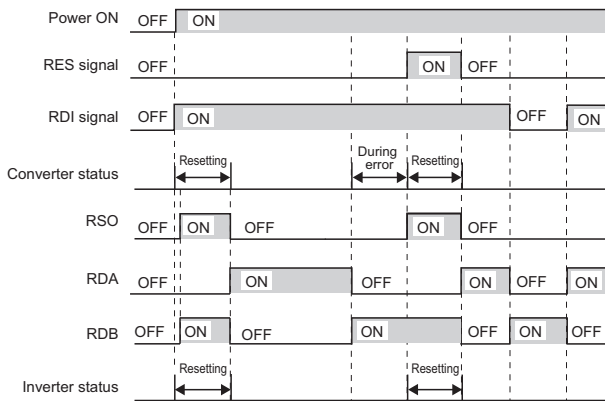 Power ON OFF ON
RES signal OFF ON OFF
RDI signal OFF ON OFF ON
Converter status Resetting During error Resetting
RSO OFF ON OFF ON OFF
RDA OFF ON OFF ON OFF ON
RDB OFF ON OFF ON OFF ON OFF
Inverter status Resetting Resetting